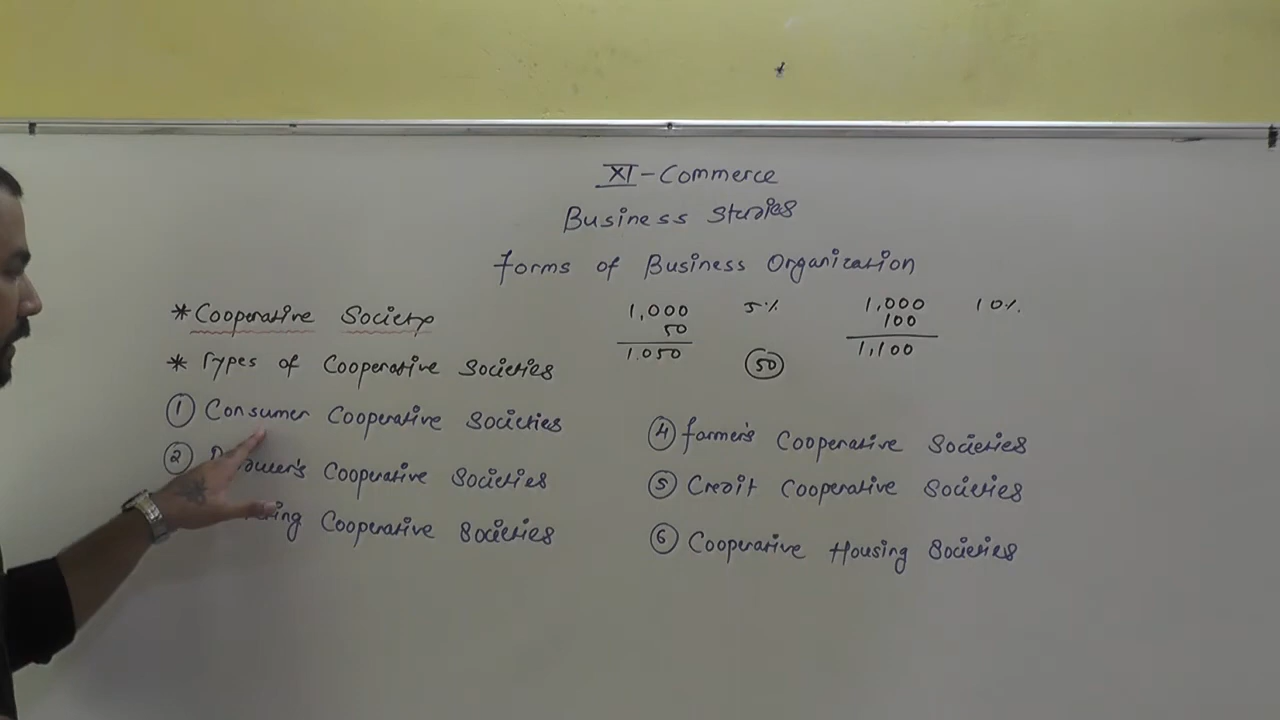 XI - Commerce
Business Studies
Forms of Business Organization
* Cooperative Society
1,000 5%
50
1.050
50
1,000 10%
100
1,100
* Types of Cooperative Societies
1 Consumer Cooperative Societies
2 Cooperative Societies
Cooperative Societies
4 farmer's Cooperative Societies
5 Credit Cooperative Societies
6 Cooperative Housing Societies